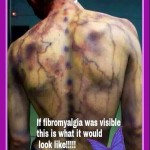 If fibromyalgia was visible
this is what it would
look like!!!!!